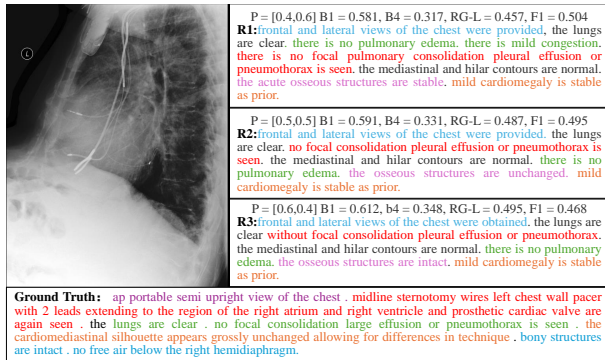 L
P = [0.4,0.6] B1 = 0.581, B4 = 0.317, RG-L = 0.457, F1 = 0.504
R1:frontal and lateral views of the chest were provided, the lungs
are clear. there is no pulmonary edema. there is mild congestion.
there is no focal pulmonary consolidation pleural effusion or
pneumothorax is seen. the mediastinal and hilar contours are normal.
the acute osseous structures are stable. mild cardiomegaly is stable
as prior.
P = [0.5,0.5] B1 = 0.591, B4 = 0.331, RG-L = 0.487, F1 = 0.495
R2:frontal and lateral views of the chest were provided. the lungs
are clear. no focal consolidation pleural effusion or pneumothorax is
seen. the mediastinal and hilar contours are normal. there is no
pulmonary edema. the osseous structures are unchanged. mild
cardiomegaly is stable as prior.
P = [0.6,0.4] B1 = 0.612, b4 = 0.348, RG-L = 0.495, F1 = 0.468
R3:frontal and lateral views of the chest were obtained. the lungs are
clear without focal consolidation pleural effusion or pneumothorax.
the mediastinal and hilar contours are normal. there is no pulmonary
edema. the osseous structures are intact. mild cardiomegaly is stable
as prior.
Ground Truth: ap portable semi upright view of the chest . midline sternotomy wires left chest wall pacer
with 2 leads extending to the region of the right atrium and right ventricle and prosthetic cardiac valve are
again seen . the lungs are clear . no focal consolidation large effusion or pneumothorax is seen . the
cardiomediastinal silhouette appears grossly unchanged allowing for differences in technique . bony structures
are intact . no free air below the right hemidiaphragm.